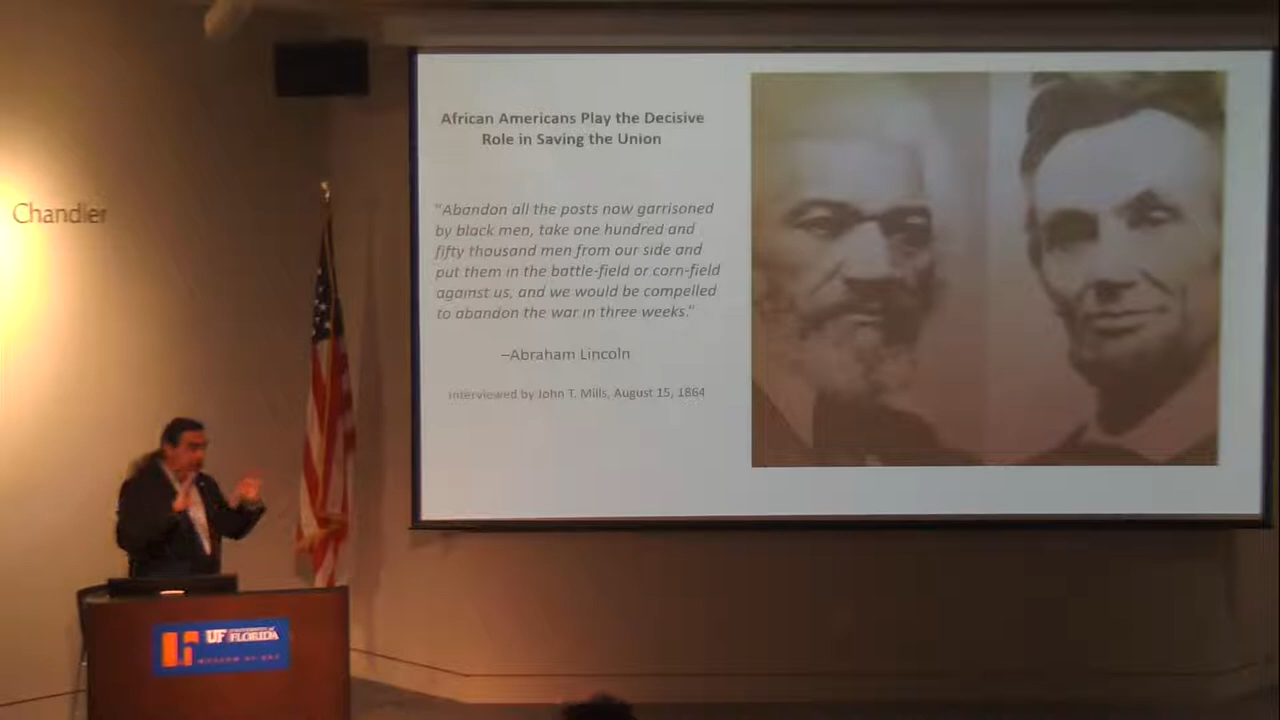 Chandler
African Americans Play the Decisive
Role in Saving the Union
"Abandon all the posts now garrisoned
by black men, take one hundred and
fifty thousand men from our side and
put them in the battle-field or corn-field
against us, and we would be compelled
to abandon the war in three weeks."
–Abraham Lincoln
Interviewed by John T. Mills, August 15, 1864
UF UNIVERSITY of
FLORIDA